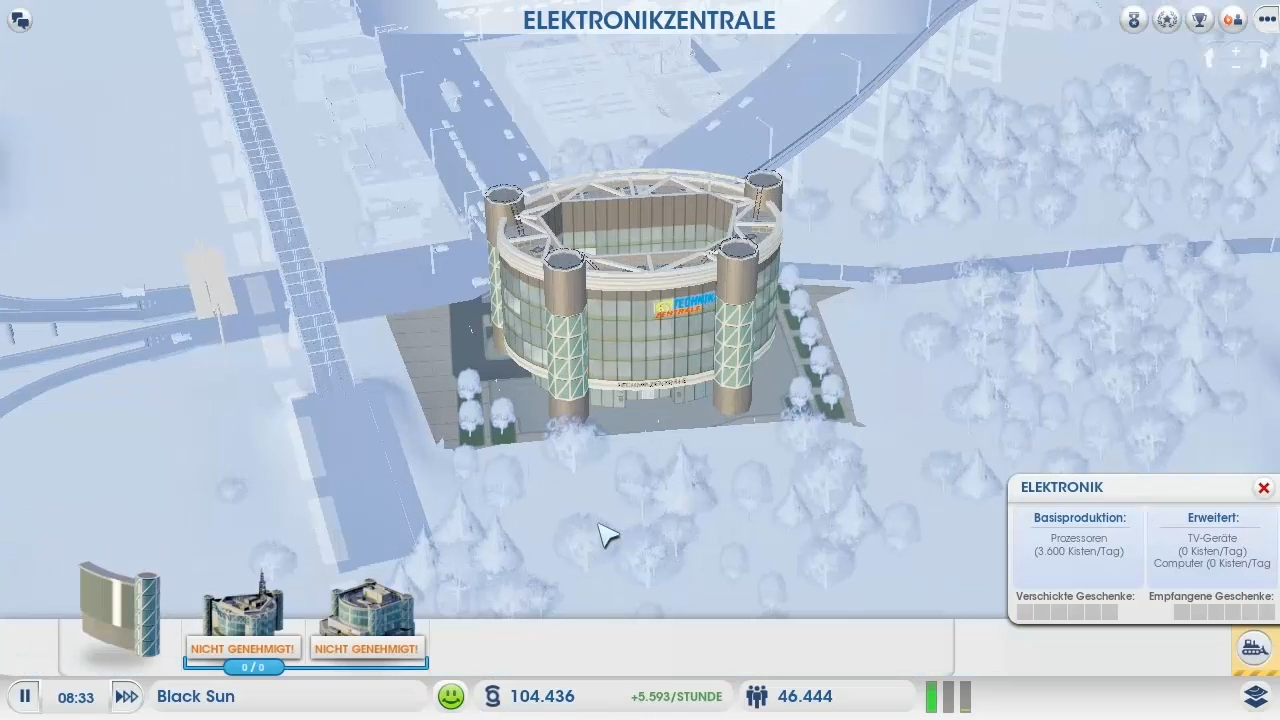 ELEKTRONIKZENTRALE
TECHNIK
ZENTRALE
ELEKTRONIK
Basisproduktion:
Prozessoren
(3.600 Kisten/Tag)
Erweitert:
TV-Geräte
(0 Kisten/Tag)
Computer (0 Kisten/Tag
Verschickte Geschenke:
Empfangene Geschenke:
NICHT GENEHMIGT!
NICHT GENEHMIGT!
0 / 0
08:33
Black Sun
104.436
+5.593/STUNDE
46.444